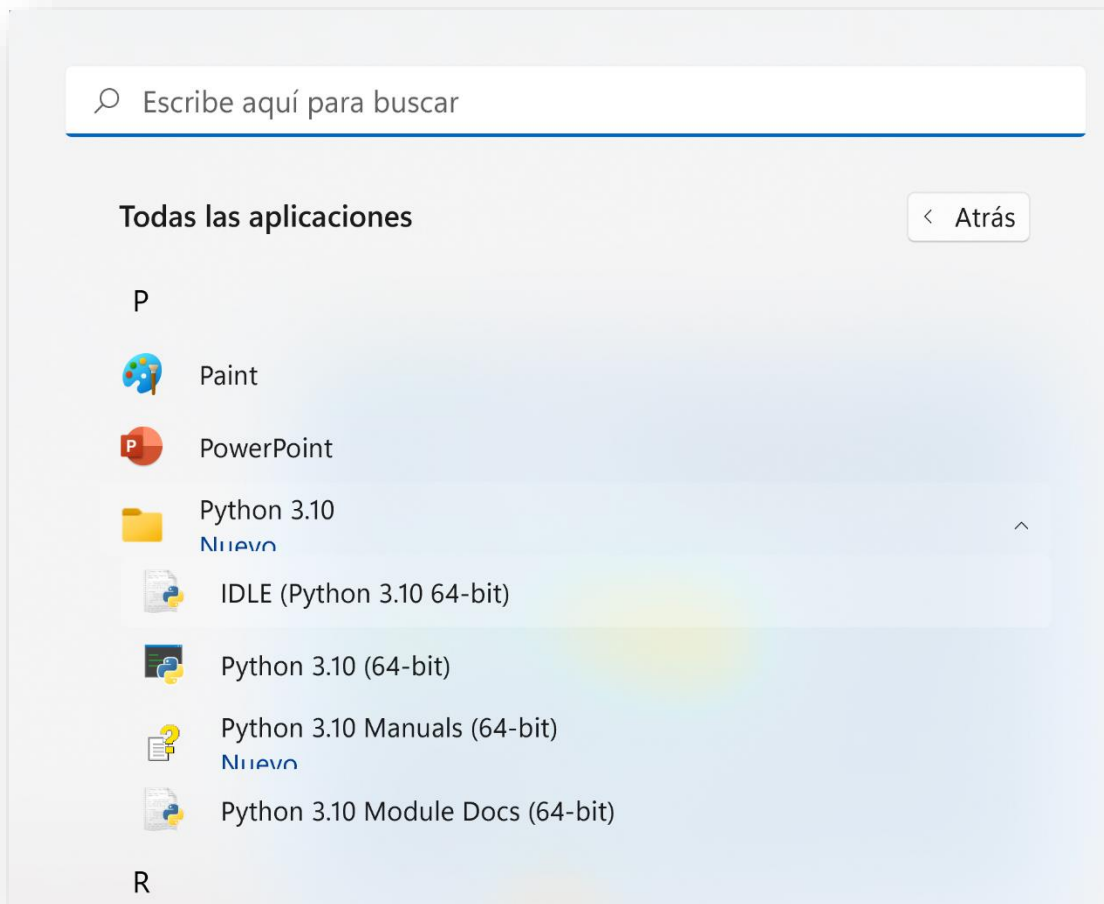 Escribe aquí para buscar
Todas las aplicaciones
< Atrás
P
Paint
P
PowerPoint
Python 3.10
Nuevo
IDLE (Python 3.10 64-bit)
Python 3.10 (64-bit)
Python 3.10 Manuals (64-bit)
Nuevo
Python 3.10 Module Docs (64-bit)
R